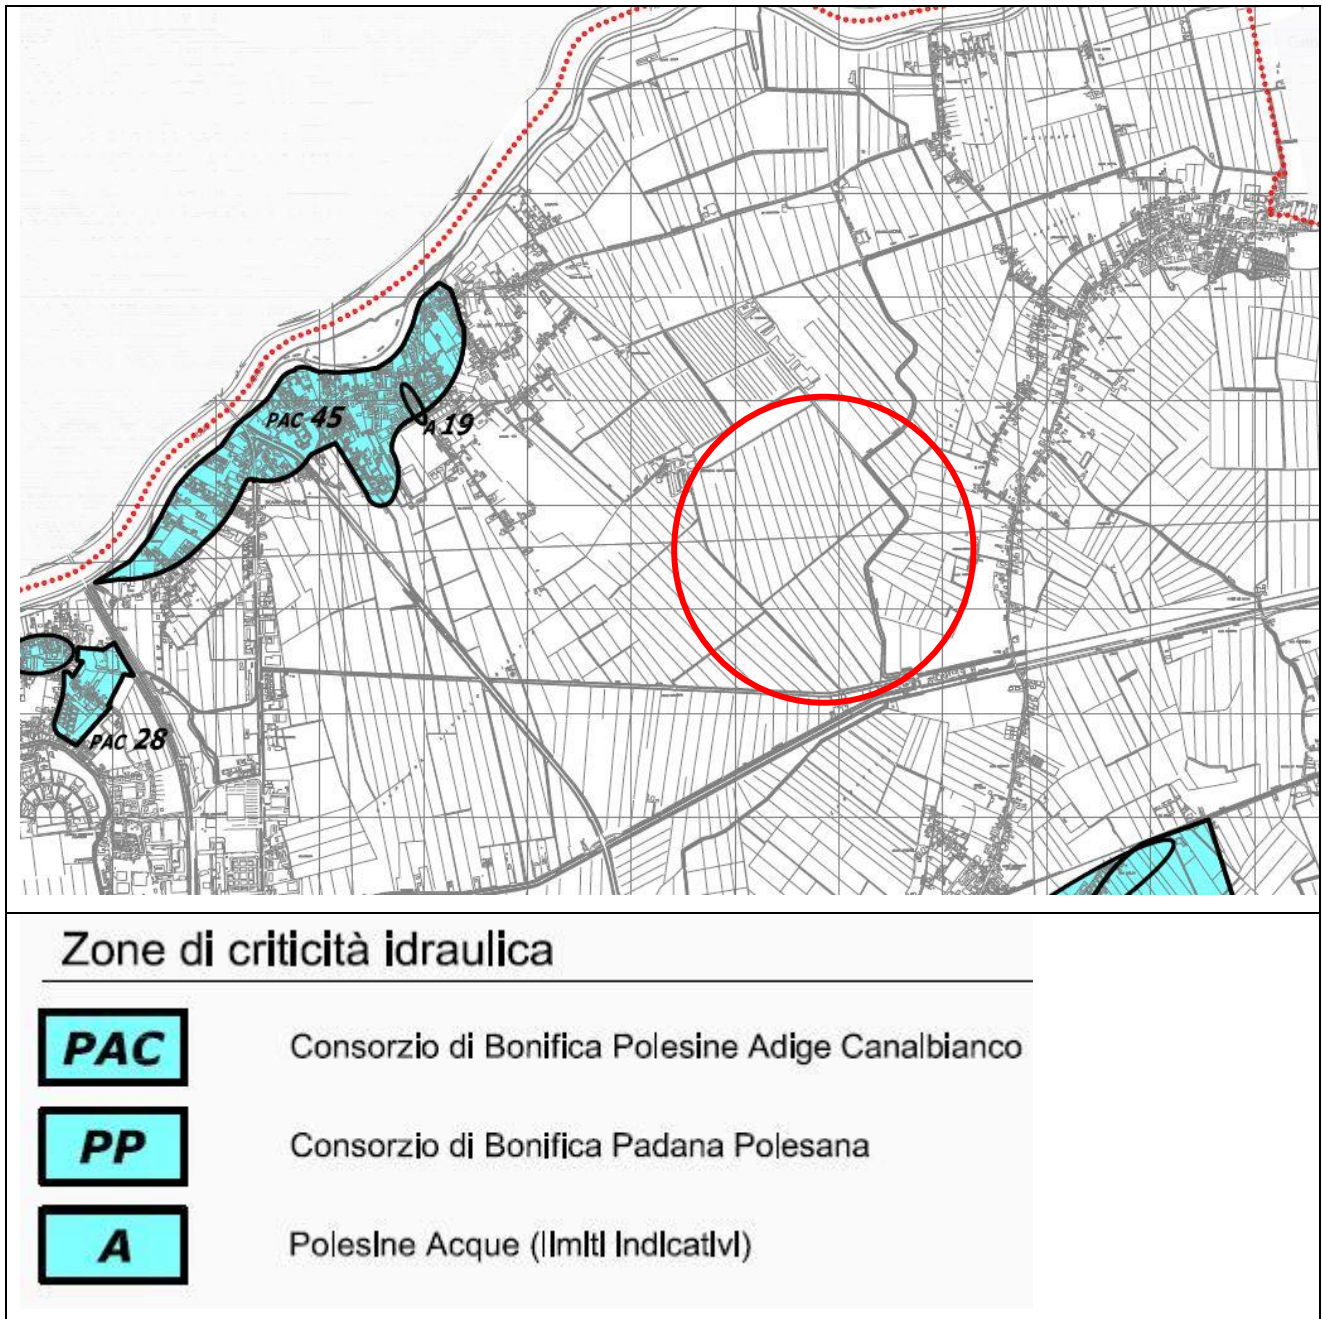 PAC 45
A 19
PAC 28
Zone di criticità idraulica
PAC Consorzio di Bonifica Polesine Adige Canalbianco
PP Consorzio di Bonifica Padana Polesana
A Polesine Acque (limiti indicativi)